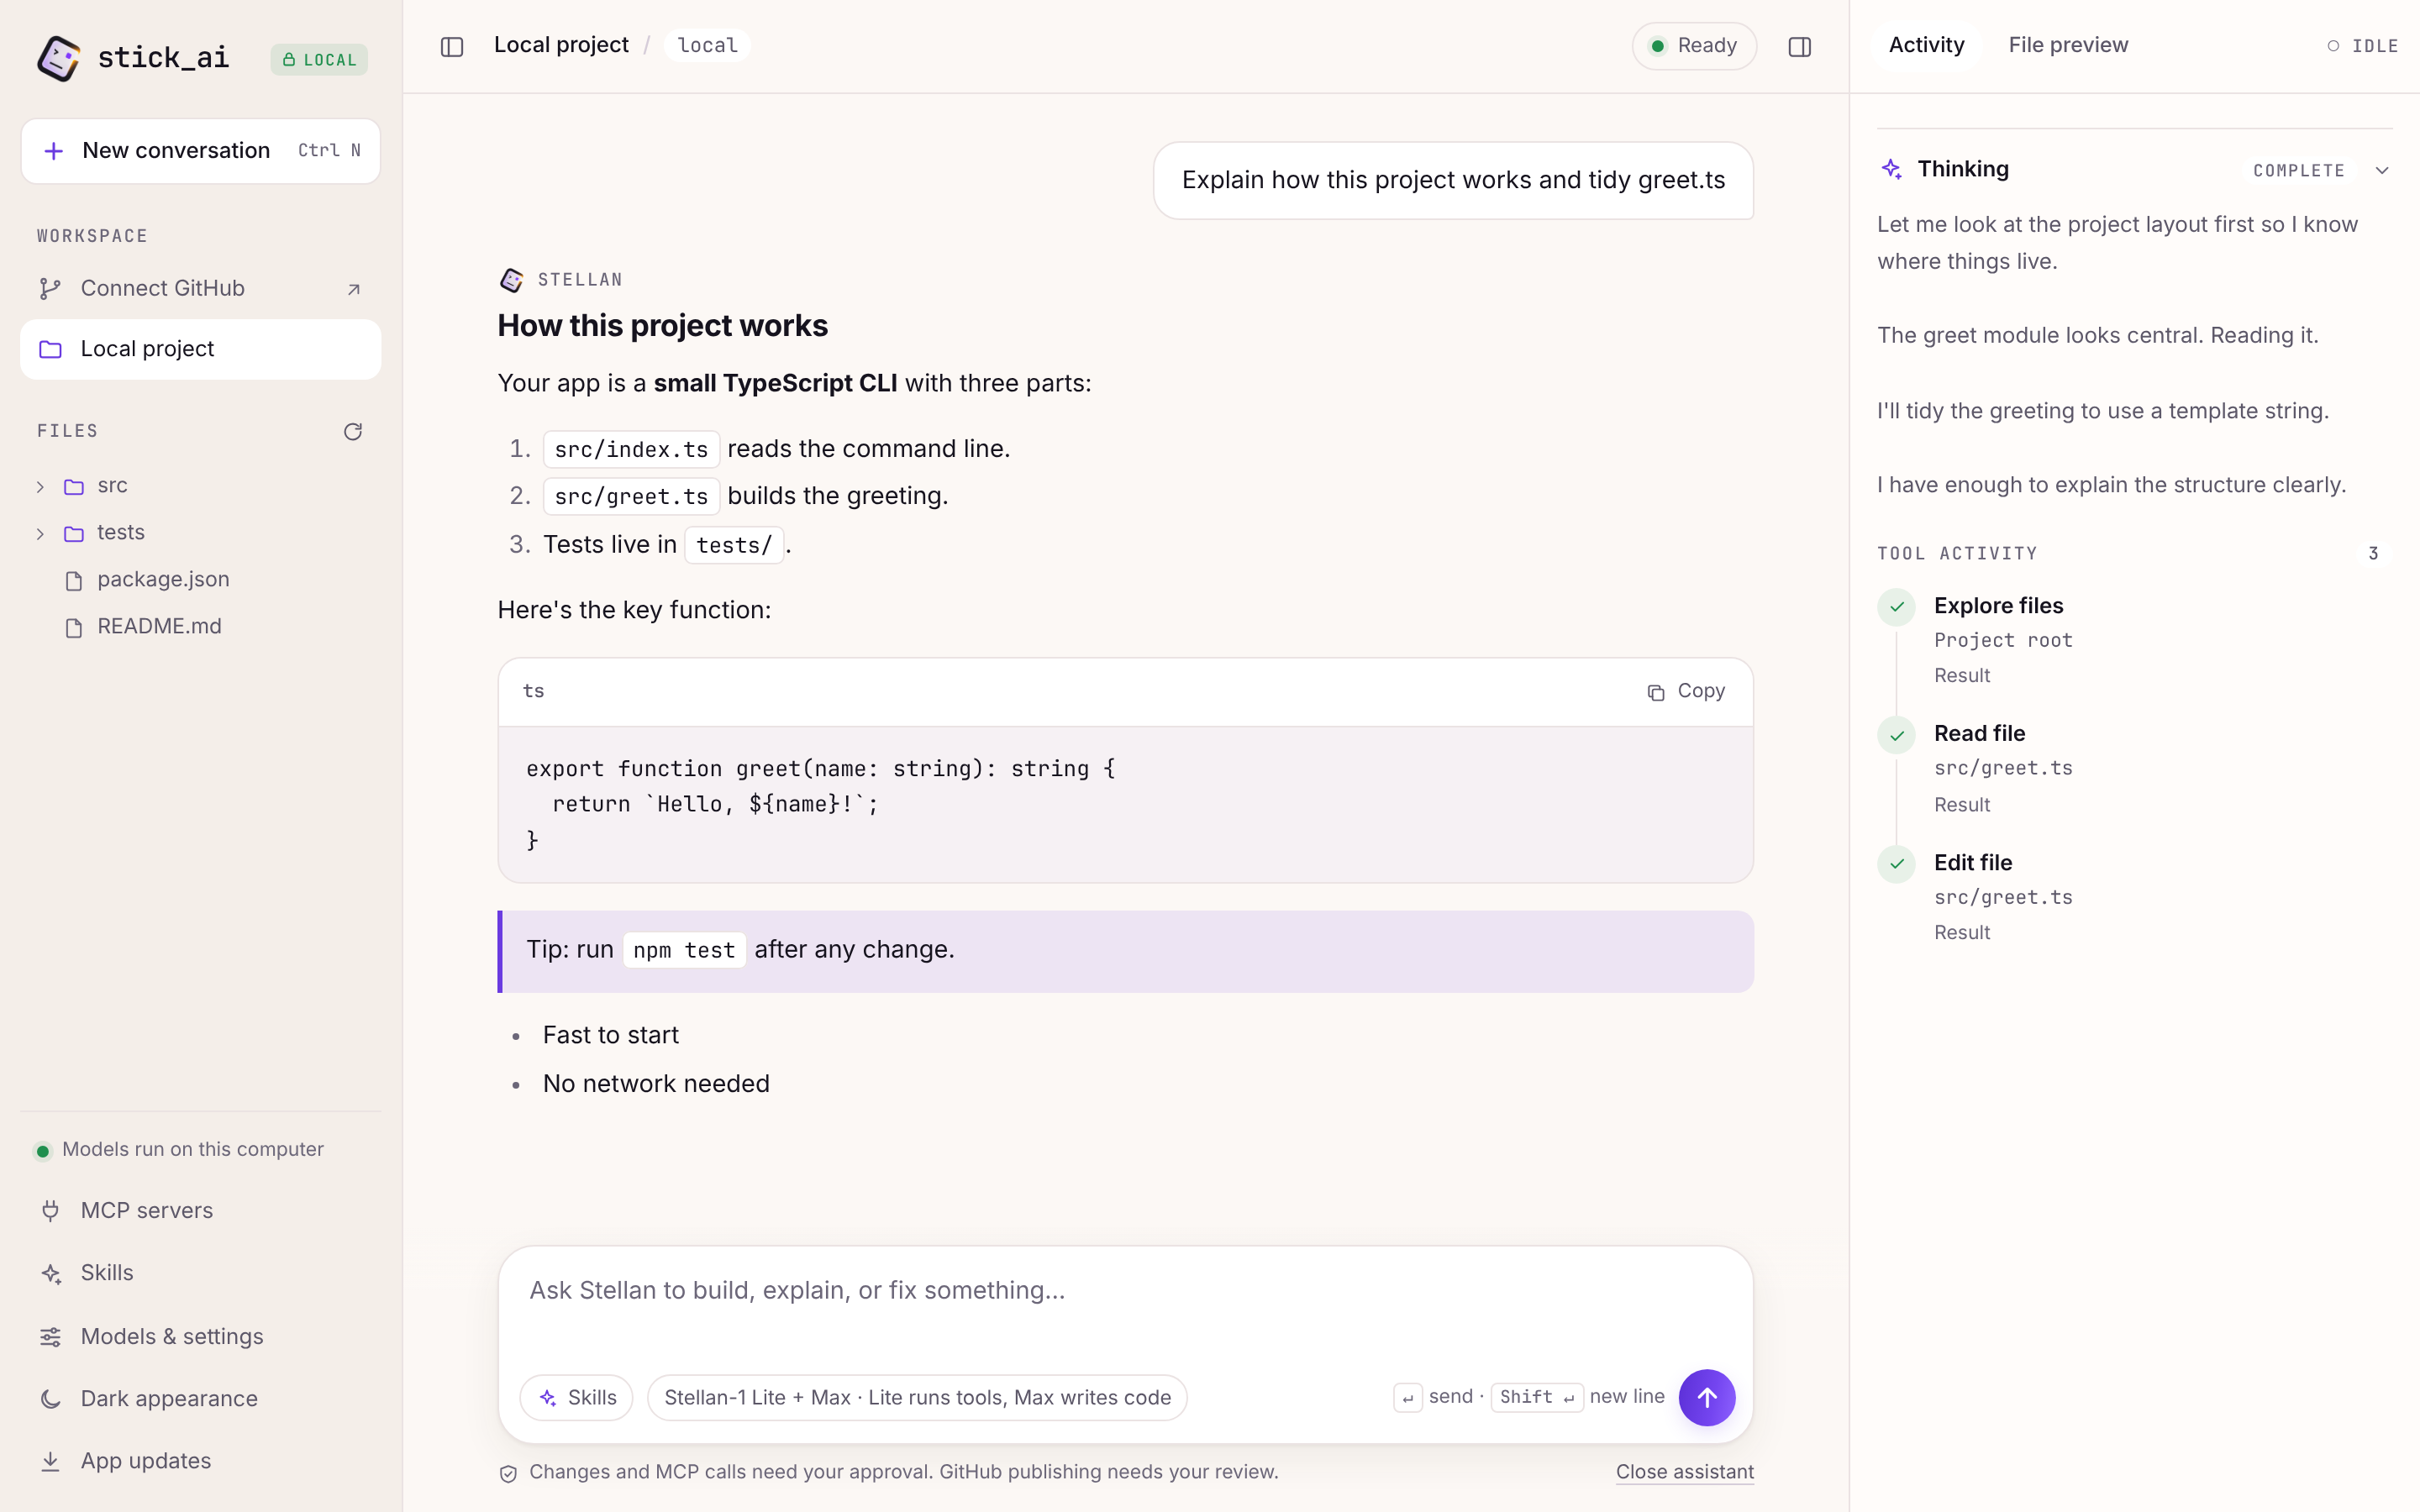 stick_ai
LOCAL
New conversation Ctrl N
WORKSPACE
Connect GitHub
Local project
FILES
src
tests
package.json
README.md
Models run on this computer
MCP servers
Skills
Models & settings
Dark appearance
App updates
Local project / local
Ready
Explain how this project works and tidy greet.ts
STELLAN
How this project works
Your app is a small TypeScript CLI with three parts:
1. src/index.ts reads the command line.
2. src/greet.ts builds the greeting.
3. Tests live in tests/.
Here's the key function:
ts
Copy
export function greet(name: string): string {
  return `Hello, ${name}!`;
}
Tip: run npm test after any change.
• Fast to start
• No network needed
Ask Stellan to build, explain, or fix something...
Skills
Stellan-1 Lite + Max · Lite runs tools, Max writes code
↵ send · Shift ↵ new line
Changes and MCP calls need your approval. GitHub publishing needs your review.
Close assistant
Activity
File preview
IDLE
Thinking
COMPLETE
Let me look at the project layout first so I know
where things live.
The greet module looks central. Reading it.
I'll tidy the greeting to use a template string.
I have enough to explain the structure clearly.
TOOL ACTIVITY 3
Explore files
Project root
Result
Read file
src/greet.ts
Result
Edit file
src/greet.ts
Result